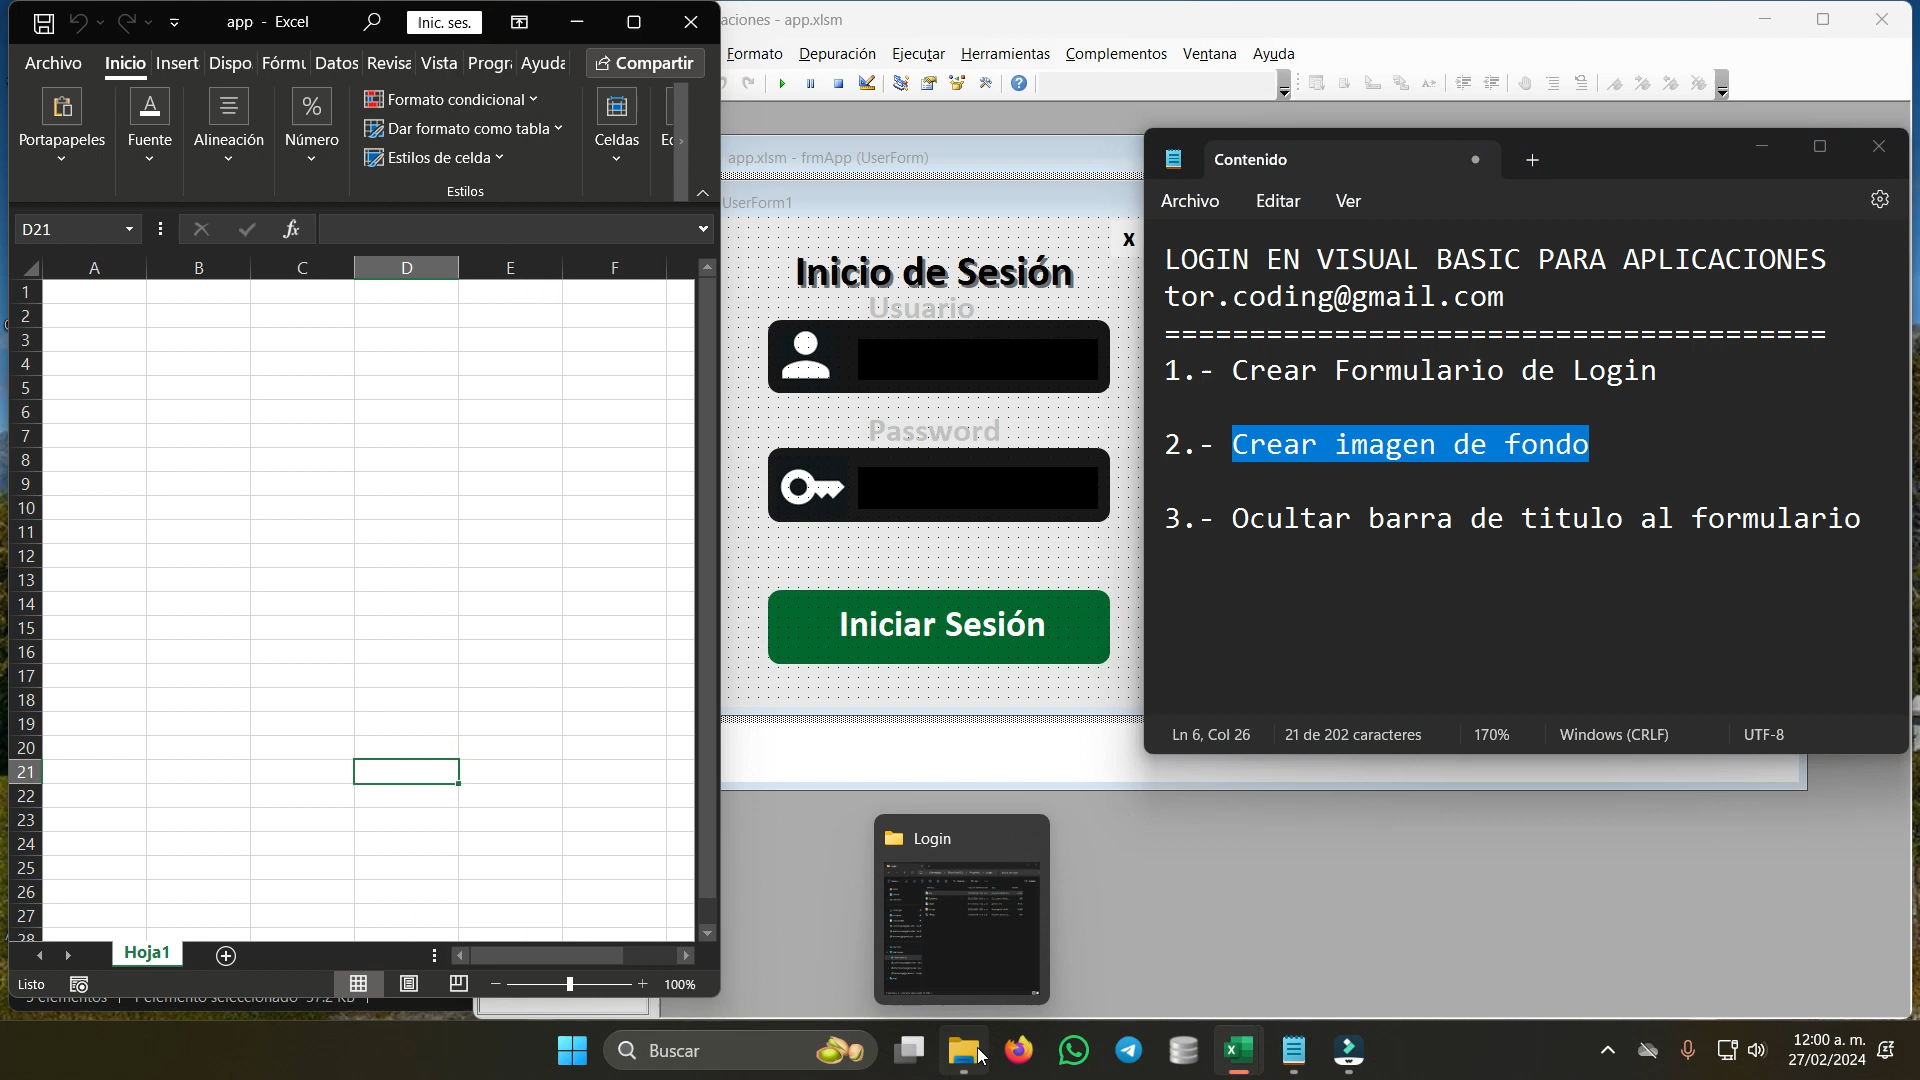 app - Excel
Inic. ses.
Archivo Inicio Insert Dispo Fórmu Datos Revisa Vista Progra Ayuda Compartir
Portapapeles
Fuente
Alineación
Número
Formato condicional
Dar formato como tabla
Estilos de celda
Estilos
Celdas
D21
fx
A B C D E F
1
2
3
4
5
6
7
8
9
10
11
12
13
14
15
16
17
18
19
20
21
22
23
24
25
26
27
28
Hoja1
Listo
100%
aciones - app.xlsm
Formato Depuración Ejecutar Herramientas Complementos Ventana Ayuda
app.xlsm - frmApp (UserForm)
UserForm1
X
Inicio de Sesión
Usuario
Password
Iniciar Sesión
Contenido
Archivo Editar Ver
LOGIN EN VISUAL BASIC PARA APLICACIONES
tor.coding@gmail.com
=======================================
1.- Crear Formulario de Login
2.- Crear imagen de fondo
3.- Ocultar barra de titulo al formulario
Ln 6, Col 26 21 de 202 caracteres 170% Windows (CRLF) UTF-8
Login
Buscar
12:00 a. m.
27/02/2024